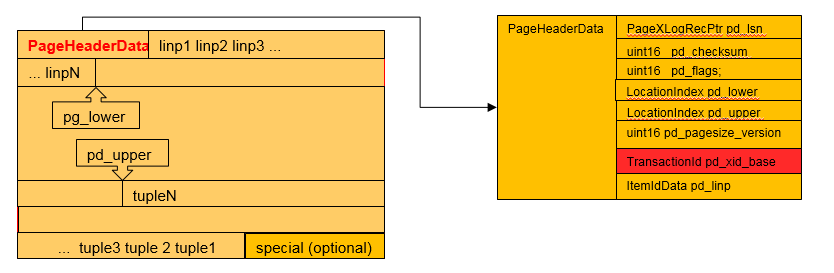 PageHeaderData linp1 linp2 linp3 ...
... linpN
pg_lower
pd_upper
tupleN
... tuple3 tuple 2 tuple1
special (optional)
PageHeaderData
PageXLogRecPtr pd_lsn
uint16 pd_checksum
uint16 pd_flags;
LocationIndex pd_lower
LocationIndex pd_upper
uint16 pd_pagesize_version
TransactionId pd_xid_base
ItemIdData pd_linp